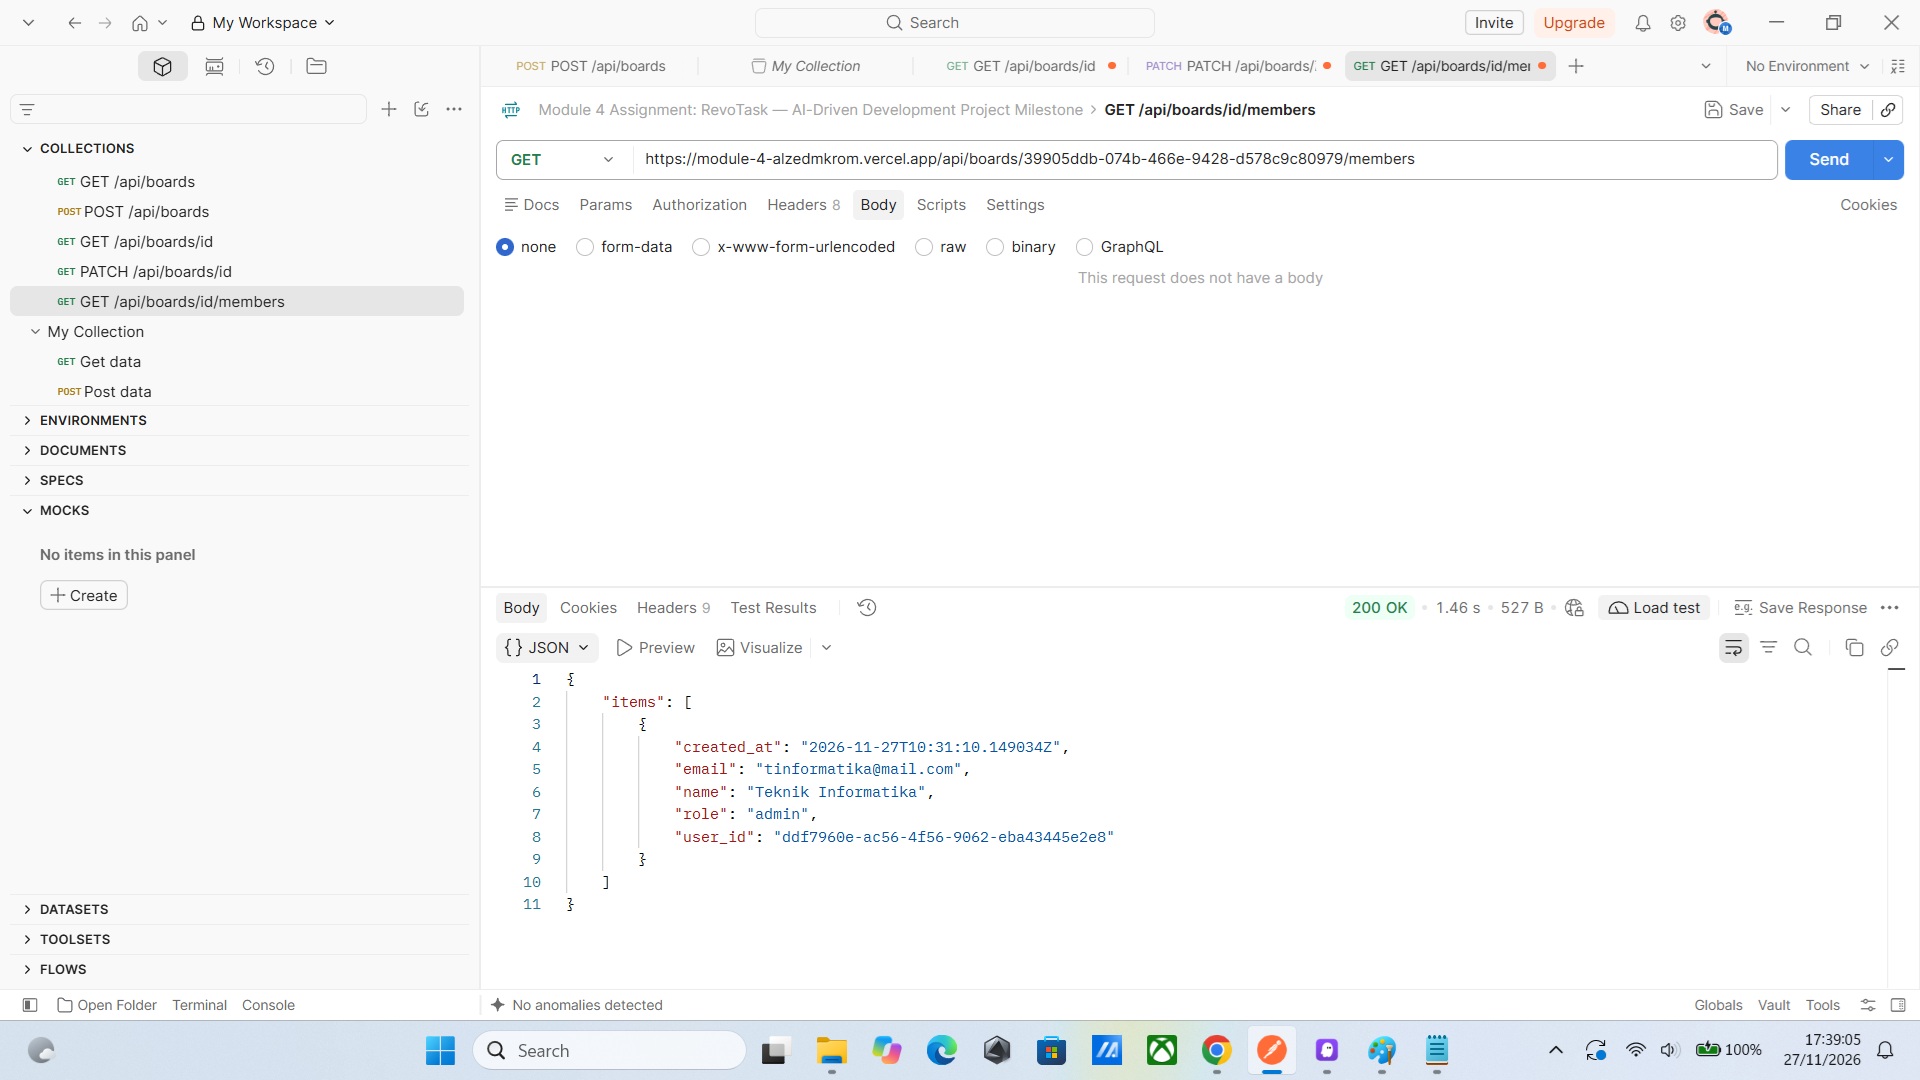 My Workspace
Search
Invite
Upgrade
POST POST /api/boards
My Collection
GET GET /api/boards/id
PATCH PATCH /api/boards/
GET GET /api/boards/id/me
No Environment
Module 4 Assignment: RevoTask — AI-Driven Development Project Milestone > GET /api/boards/id/members
Save
Share
COLLECTIONS
GET GET /api/boards
POST POST /api/boards
GET GET /api/boards/id
GET PATCH /api/boards/id
GET GET /api/boards/id/members
My Collection
GET Get data
POST Post data
ENVIRONMENTS
DOCUMENTS
SPECS
MOCKS
No items in this panel
Create
DATASETS
TOOLSETS
FLOWS
GET
https://module-4-alzedmkrom.vercel.app/api/boards/39905ddb-074b-466e-9428-d578c9c80979/members
Send
Docs Params Authorization Headers 8 Body Scripts Settings
Cookies
none form-data x-www-form-urlencoded raw binary GraphQL
This request does not have a body
Body Cookies Headers 9 Test Results
200 OK • 1.46 s • 527 B
Load test
e.g. Save Response
{} JSON Preview Visualize
1 {
2 "items": [
3 {
4 "created_at": "2026-11-27T10:31:10.149034Z",
5 "email": "tinformatika@mail.com",
6 "name": "Teknik Informatika",
7 "role": "admin",
8 "user_id": "ddf7960e-ac56-4f56-9062-eba43445e2e8"
9 }
10 ]
11 }
Open Folder Terminal Console
No anomalies detected
Globals Vault Tools
Search
100%
17:39:05
27/11/2026